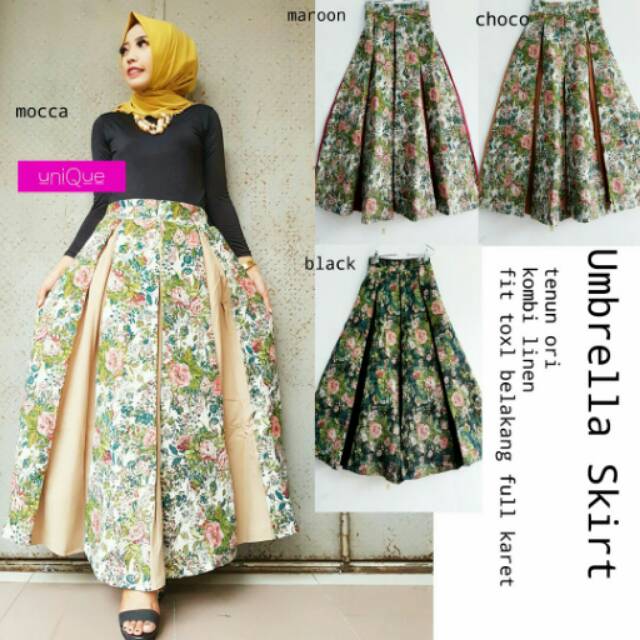 maroon
choco
mocca
uniQue
black
Umbrella Skirt
tenun ori
kombi linen
fit toxl belakang full karet